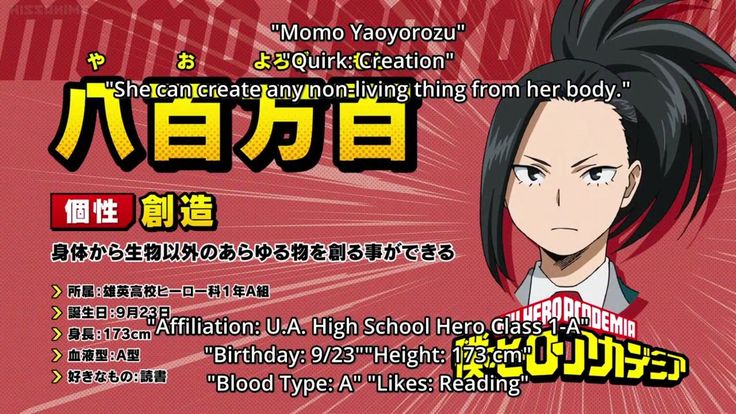 KISSANIME
MOMO YAOYOROZU
"Momo Yaoyorozu"
"Quirk: Creation"
"She can create any non-living thing from her body."
や お よろ
八百万百
個性 創造
身体から生物以外のあらゆる物を創る事ができる
所属:雄英高校ヒーロー科1年A組
誕生日:9月23日
身長:173cm
血液型:A型
好きなもの:読書
"Affiliation: U.A. High School Hero Class 1-A"
"Birthday: 9/23""Height: 173 cm"
"Blood Type: A" "Likes: Reading"
MY HERO ACADEMIA
僕のヒーローアカデミア